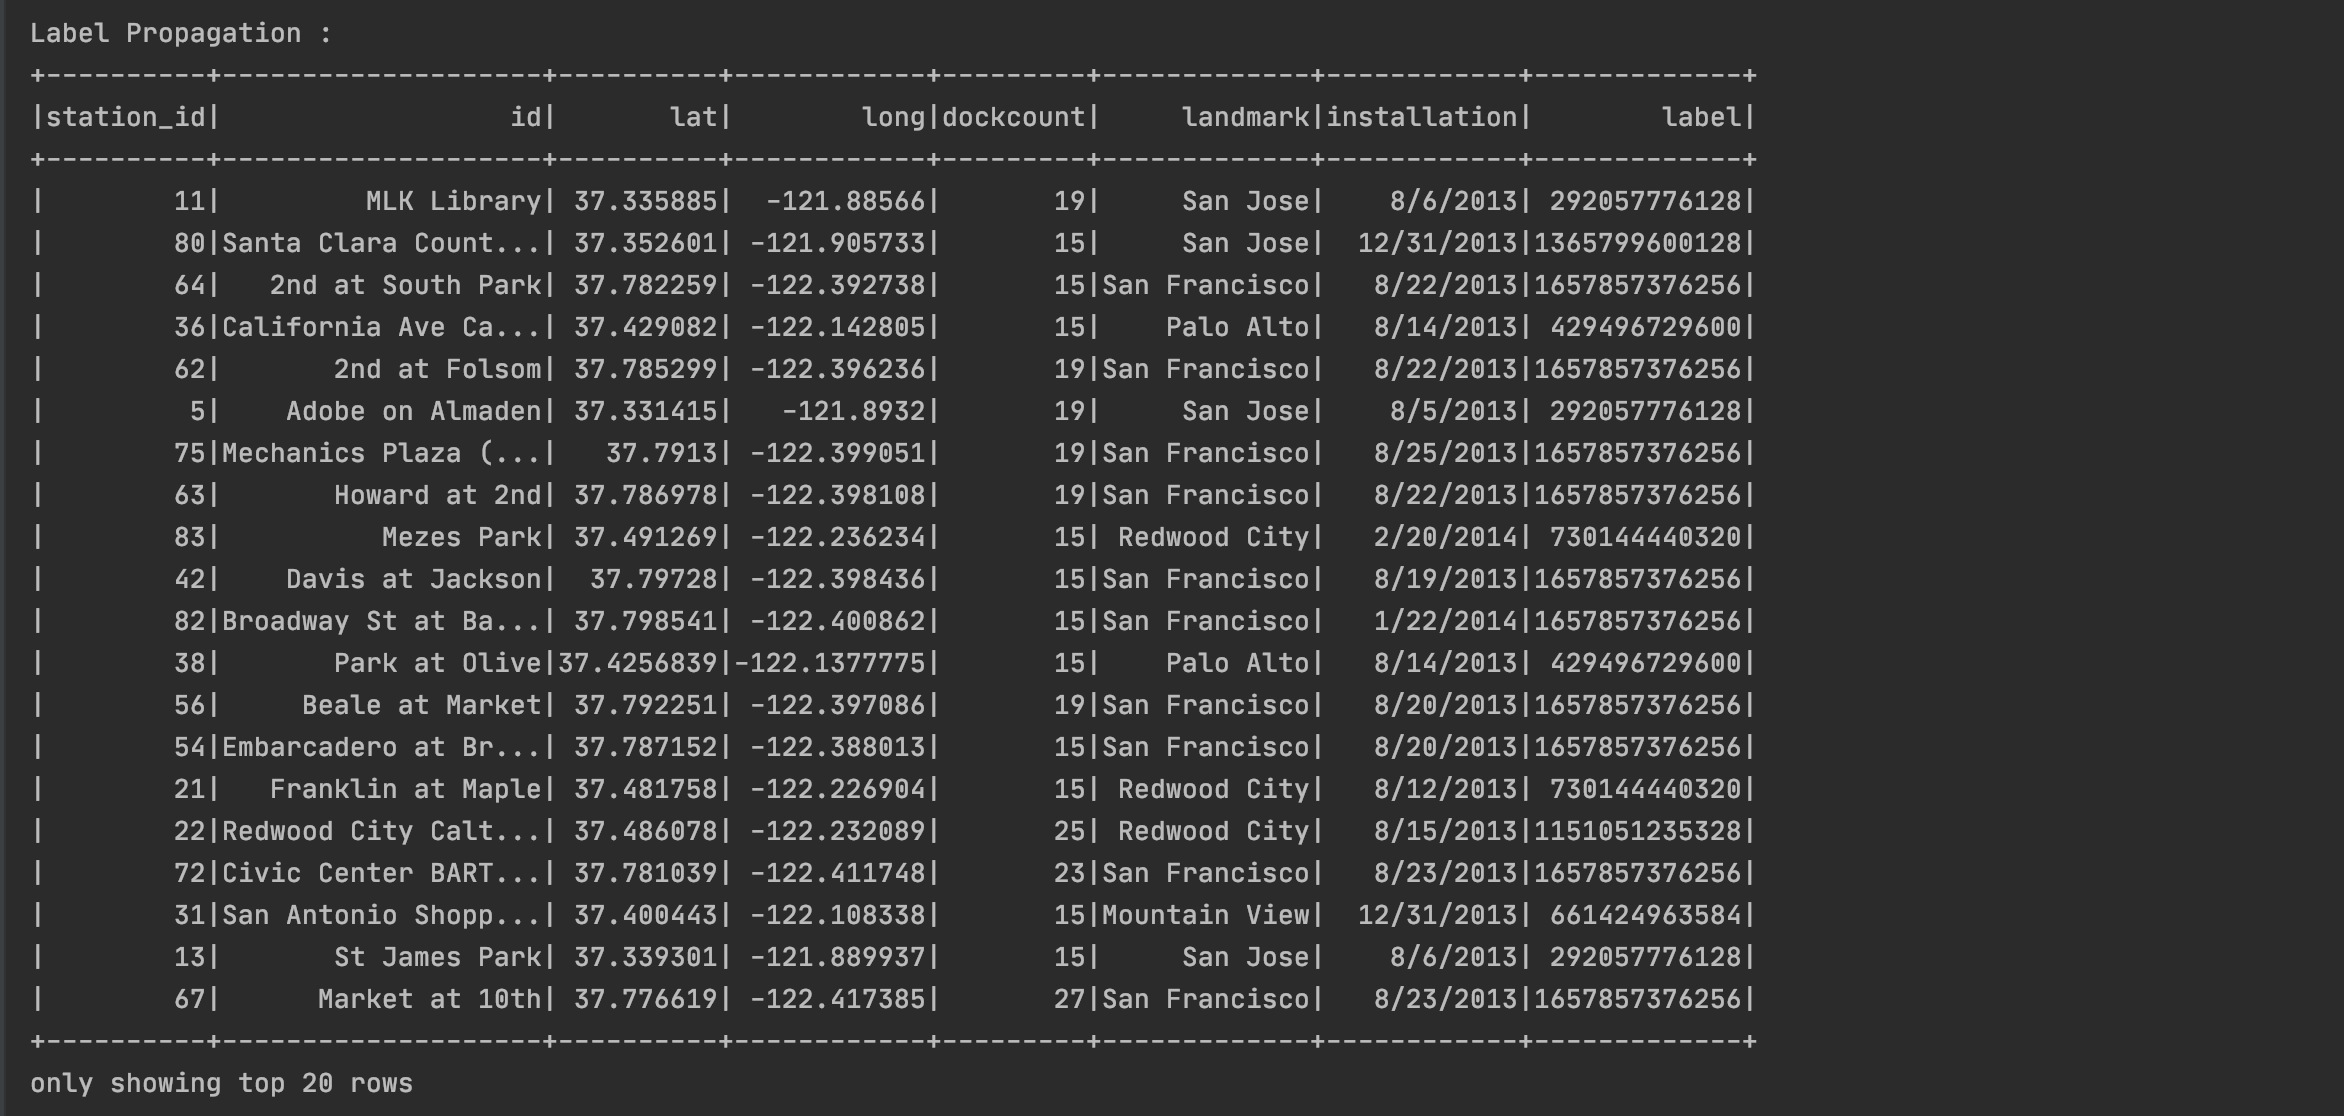 Label Propagation :
+----------+--------------------+----------+------------+---------+-------------+------------+-------------+
|station_id|                  id|       lat|        long|dockcount|     landmark|installation|        label|
+----------+--------------------+----------+------------+---------+-------------+------------+-------------+
|        11|         MLK Library| 37.335885|  -121.88566|       19|     San Jose|    8/6/2013| 292057776128|
|        80|Santa Clara Count...| 37.352601| -121.905733|       15|     San Jose|  12/31/2013|1365799600128|
|        64|   2nd at South Park| 37.782259| -122.392738|       15|San Francisco|   8/22/2013|1657857376256|
|        36|California Ave Ca...| 37.429082| -122.142805|       15|    Palo Alto|   8/14/2013| 429496729600|
|        62|       2nd at Folsom| 37.785299| -122.396236|       19|San Francisco|   8/22/2013|1657857376256|
|         5|    Adobe on Almaden| 37.331415|   -121.8932|       19|     San Jose|    8/5/2013| 292057776128|
|        75|Mechanics Plaza (...|   37.7913| -122.399051|       19|San Francisco|   8/25/2013|1657857376256|
|        63|       Howard at 2nd| 37.786978| -122.398108|       19|San Francisco|   8/22/2013|1657857376256|
|        83|          Mezes Park| 37.491269| -122.236234|       15| Redwood City|   2/20/2014| 730144440320|
|        42|    Davis at Jackson|  37.79728| -122.398436|       15|San Francisco|   8/19/2013|1657857376256|
|        82|Broadway St at Ba...| 37.798541| -122.400862|       15|San Francisco|   1/22/2014|1657857376256|
|        38|       Park at Olive|37.4256839|-122.1377775|       15|    Palo Alto|   8/14/2013| 429496729600|
|        56|     Beale at Market| 37.792251| -122.397086|       19|San Francisco|   8/20/2013|1657857376256|
|        54|Embarcadero at Br...| 37.787152| -122.388013|       15|San Francisco|   8/20/2013|1657857376256|
|        21|   Franklin at Maple| 37.481758| -122.226904|       15| Redwood City|   8/12/2013| 730144440320|
|        22|Redwood City Calt...| 37.486078| -122.232089|       25| Redwood City|   8/15/2013|1151051235328|
|        72|Civic Center BART...| 37.781039| -122.411748|       23|San Francisco|   8/23/2013|1657857376256|
|        31|San Antonio Shopp...| 37.400443| -122.108338|       15|Mountain View|  12/31/2013| 661424963584|
|        13|       St James Park| 37.339301| -121.889937|       15|     San Jose|    8/6/2013| 292057776128|
|        67|      Market at 10th| 37.776619| -122.417385|       27|San Francisco|   8/23/2013|1657857376256|
+----------+--------------------+----------+------------+---------+-------------+------------+-------------+
only showing top 20 rows